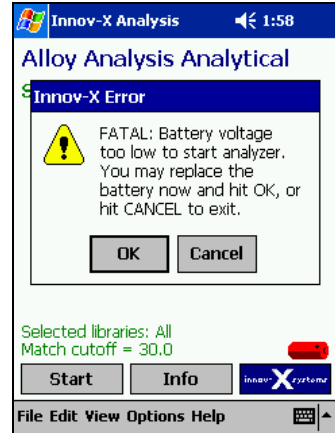 Innov-X Analysis 1:58
Alloy Analysis Analytical
S
Innov-X Error
FATAL: Battery voltage
too low to start analyzer.
You may replace the
battery now and hit OK, or
hit CANCEL to exit.
OK Cancel
Selected libraries: All
Match cutoff = 30.0
Start Info innov-X systems
File Edit View Options Help